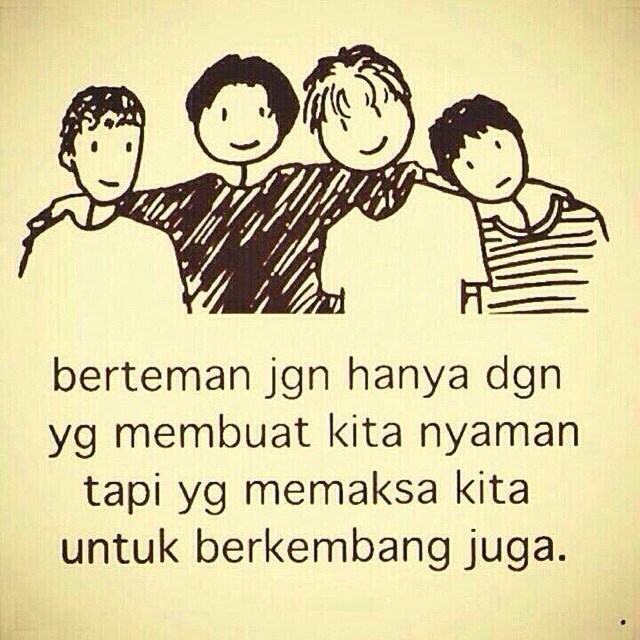 berteman jgn hanya dgn
yg membuat kita nyaman
tapi yg memaksa kita
untuk berkembang juga.